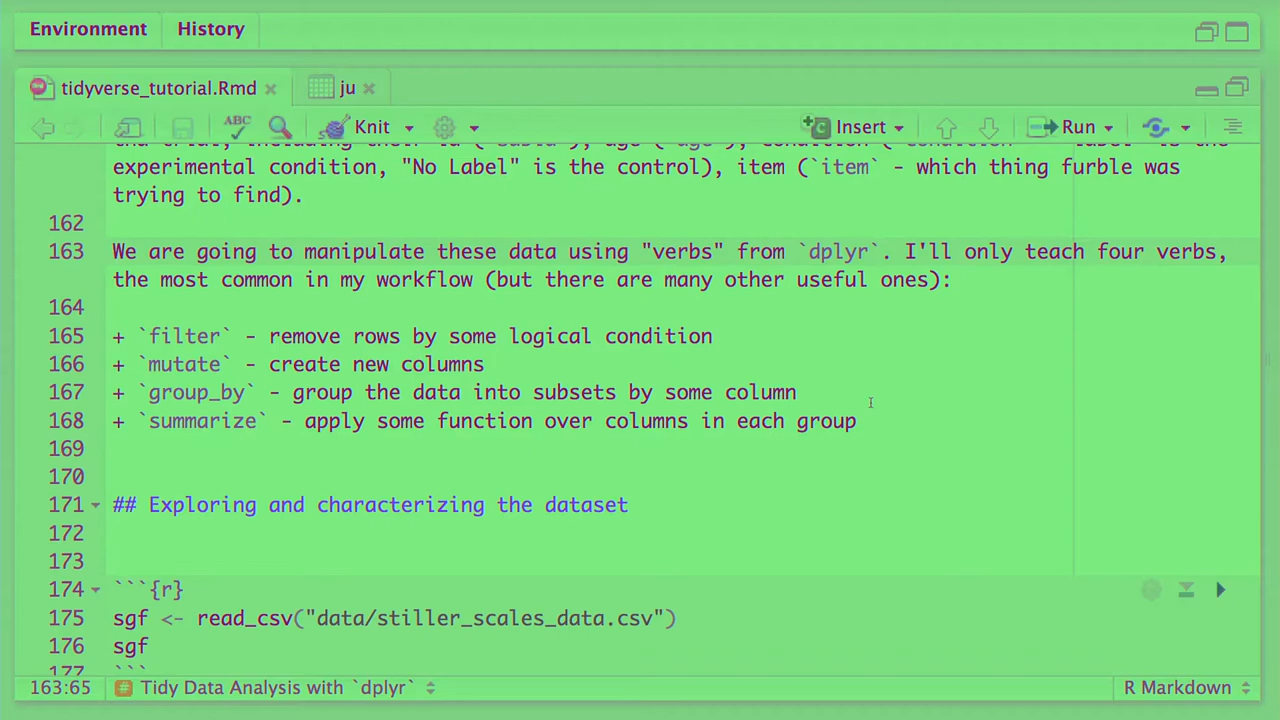 Environment History
tidyverse_tutorial.Rmd ju
ABC Knit Insert Run
experimental condition, "No Label" is the control), item (`item` - which thing furble was
trying to find).
162
163 We are going to manipulate these data using "verbs" from `dplyr`. I'll only teach four verbs,
the most common in my workflow (but there are many other useful ones):
164
165 + `filter` - remove rows by some logical condition
166 + `mutate` - create new columns
167 + `group_by` - group the data into subsets by some column
168 + `summarize` - apply some function over columns in each group
169
170
171 ## Exploring and characterizing the dataset
172
173
174 ```{r}
175 sgf <- read_csv("data/stiller_scales_data.csv")
176 sgf
177 ```
163:65 # Tidy Data Analysis with `dplyr` R Markdown